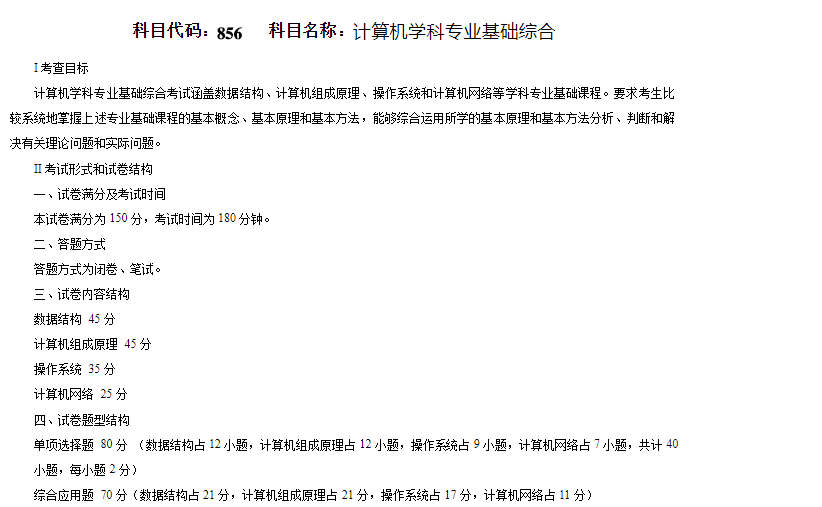 科目代码：856 科目名称：计算机学科专业基础综合
I 考查目标
计算机学科专业基础综合考试涵盖数据结构、计算机组成原理、操作系统和计算机网络等学科专业基础课程。要求考生比
较系统地掌握上述专业基础课程的基本概念、基本原理和基本方法，能够综合运用所学的基本原理和基本方法分析、判断和解
决有关理论问题和实际问题。
II 考试形式和试卷结构
一、试卷满分及考试时间
本试卷满分为 150 分，考试时间为 180 分钟。
二、答题方式
答题方式为闭卷、笔试。
三、试卷内容结构
数据结构 45 分
计算机组成原理 45 分
操作系统 35 分
计算机网络 25 分
四、试卷题型结构
单项选择题 80 分 （数据结构占 12 小题，计算机组成原理占 12 小题，操作系统占 9 小题，计算机网络占 7 小题，共计 40
小题，每小题 2 分）
综合应用题 70 分（数据结构占 21 分，计算机组成原理占 21 分，操作系统占 17 分，计算机网络占 11 分）